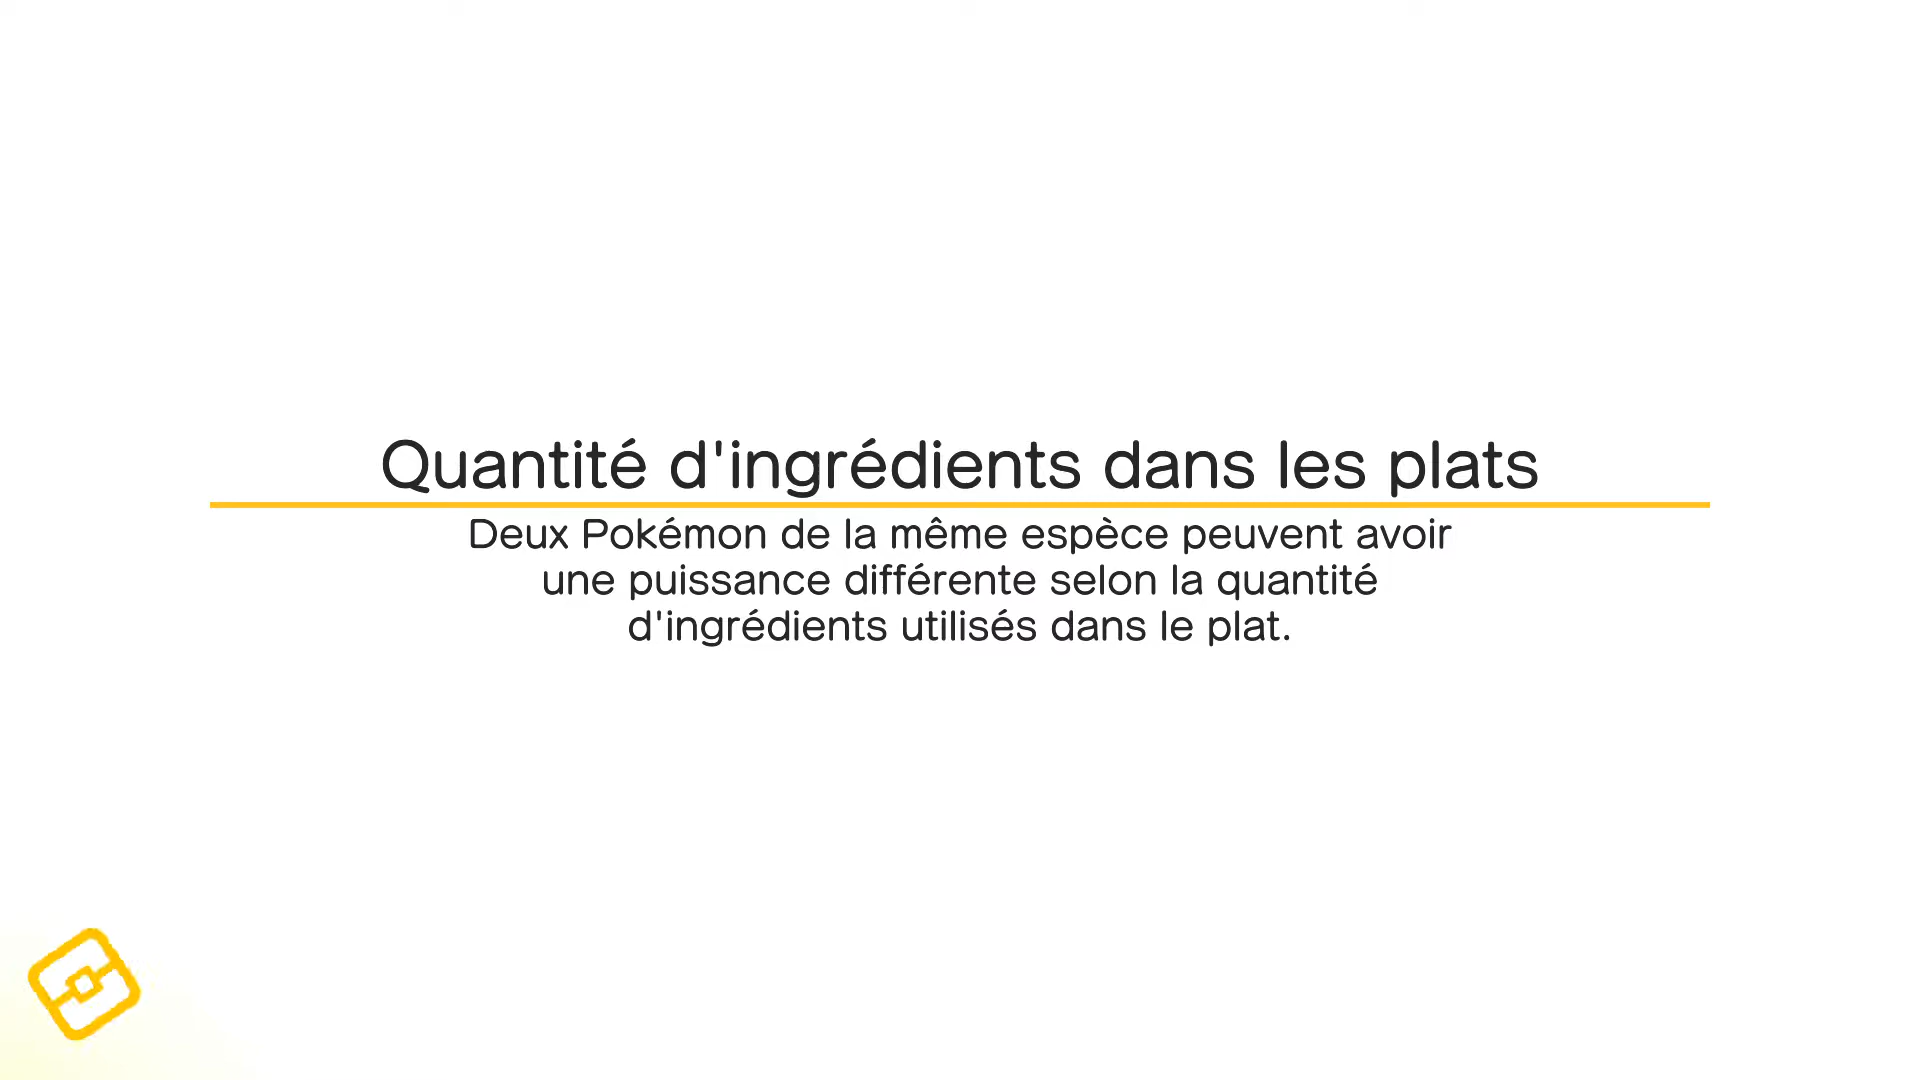 Quantité d'ingrédients dans les plats
Deux Pokémon de la même espèce peuvent avoir
une puissance différente selon la quantité
d'ingrédients utilisés dans le plat.